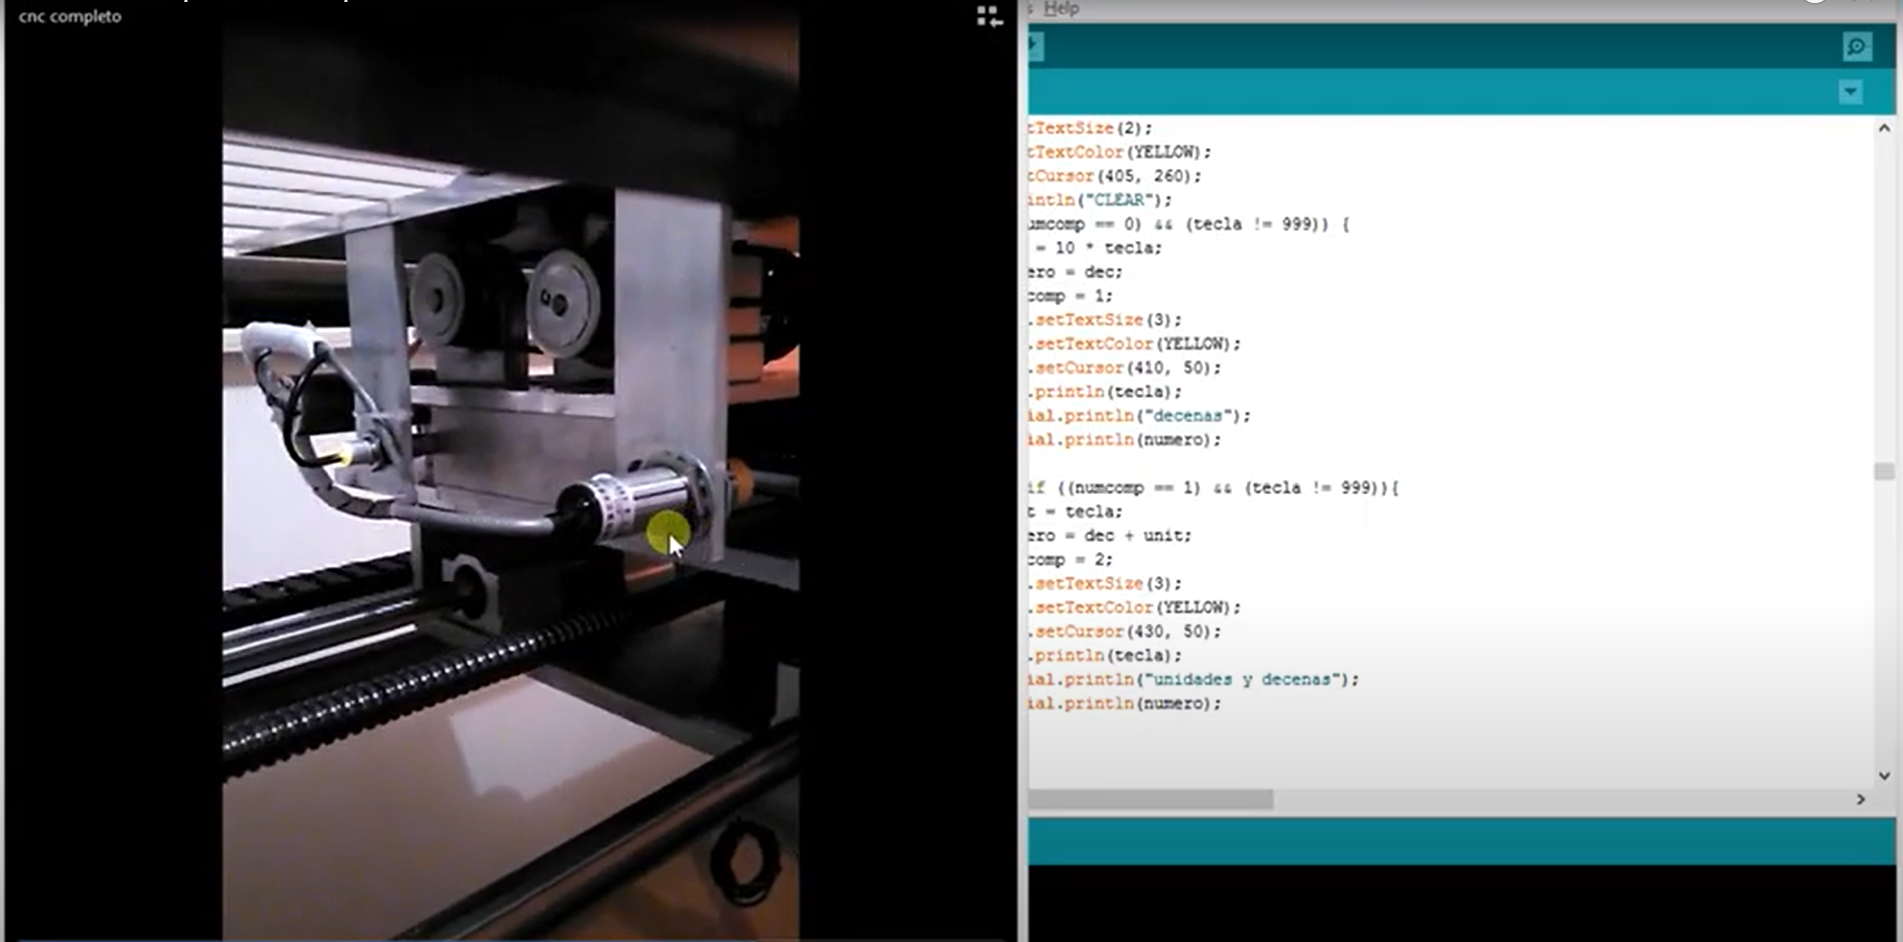 cnc completo
Help
tTextSize(2);
tTextColor(YELLOW);
tCursor(405, 260);
intln("CLEAR");
umcomp == 0) && (tecla != 999)) {
= 10 * tecla;
ero = dec;
comp = 1;
.setTextSize(3);
.setTextColor(YELLOW);
.setCursor(410, 50);
.println(tecla);
ial.println("decenas");
ial.println(numero);
if ((numcomp == 1) && (tecla != 999)){
t = tecla;
ero = dec + unit;
comp = 2;
.setTextSize(3);
.setTextColor(YELLOW);
.setCursor(430, 50);
.println(tecla);
ial.println("unidades y decenas");
ial.println(numero);